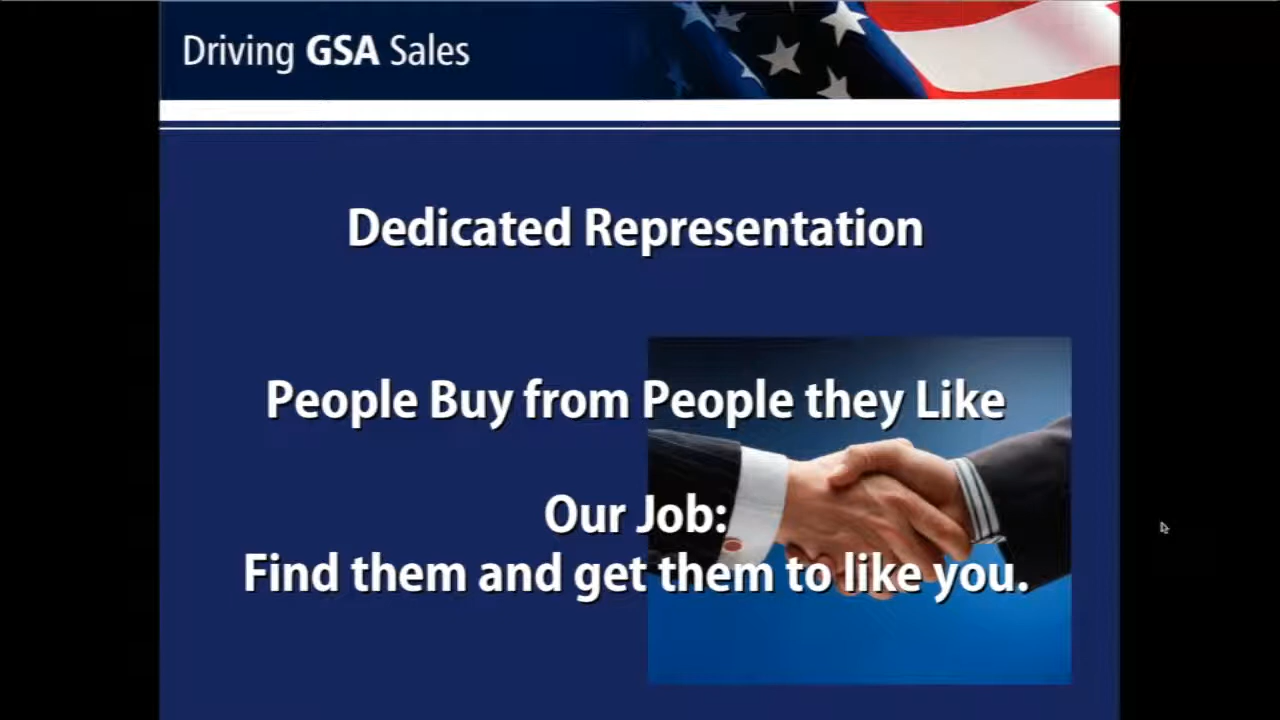 Driving GSA Sales
Dedicated Representation
People Buy from People they Like
Our Job:
Find them and get them to like you.